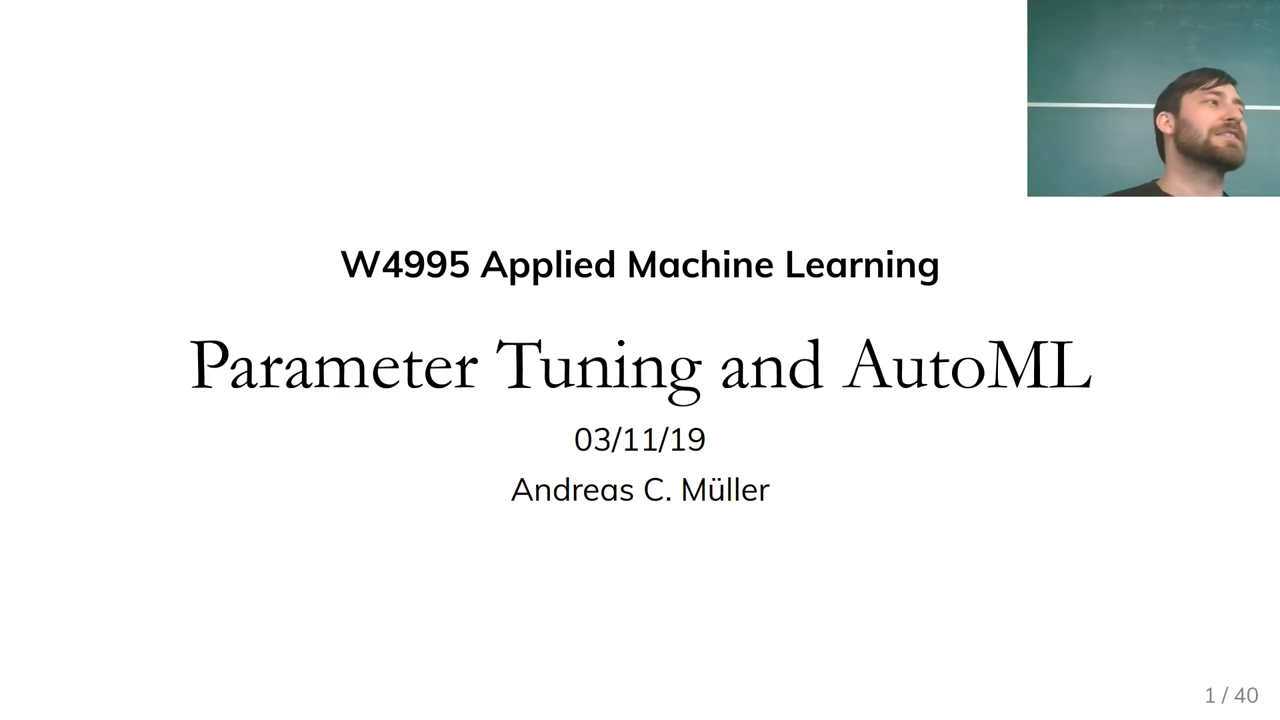 W4995 Applied Machine Learning
Parameter Tuning and AutoML
03/11/19
Andreas C. Müller
1 / 40